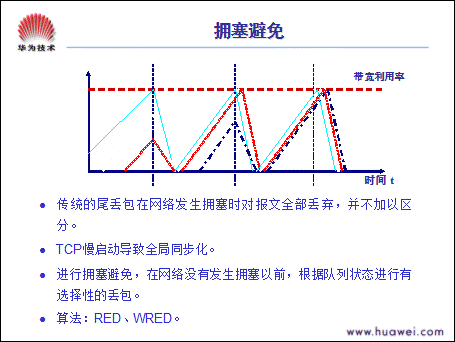 华为技术
拥塞避免
带宽利用率
时间 t
传统的尾丢包在网络发生拥塞时对报文全部丢弃，并不加以区
分。
TCP慢启动导致全局同步化。
进行拥塞避免，在网络没有发生拥塞以前，根据队列状态进行有
选择性的丢包。
算法：RED、WRED。
www.huawei.com